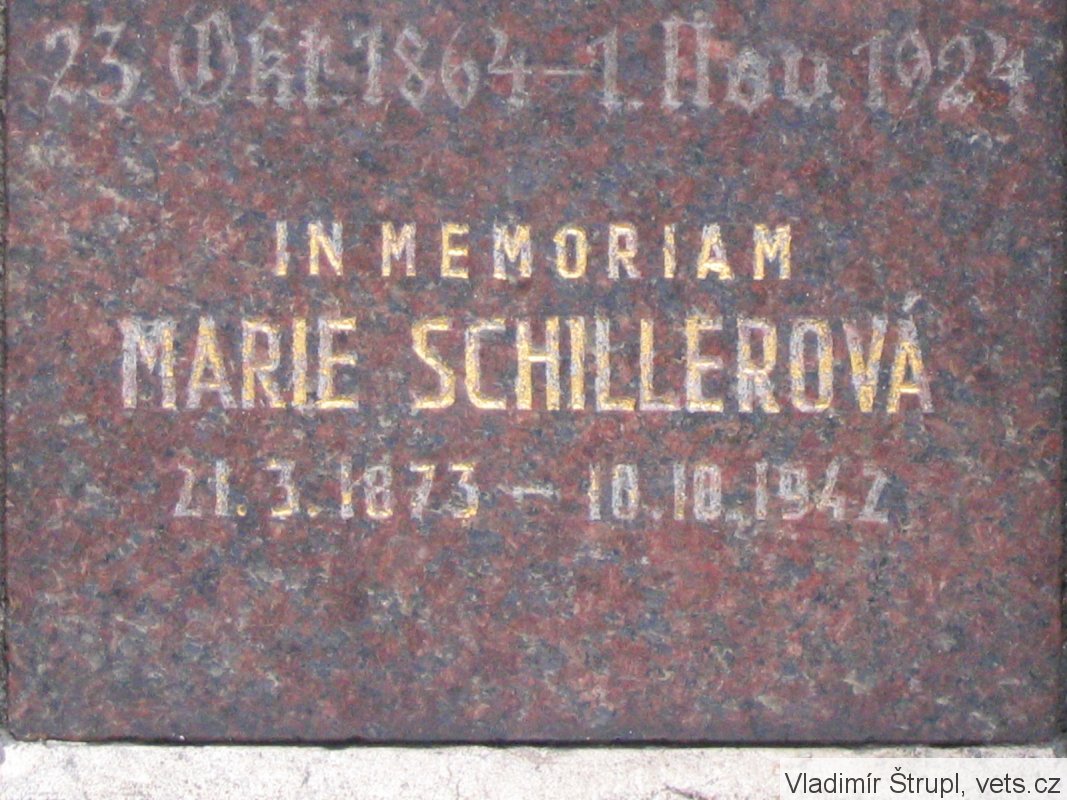 23. Okt. 1864 – 1. Nov. 1924
IN MEMORIAM
MARIE SCHILLEROVÁ
21. 3. 1873 – 18. 10. 1942
Vladimír Štrupl, vets.cz